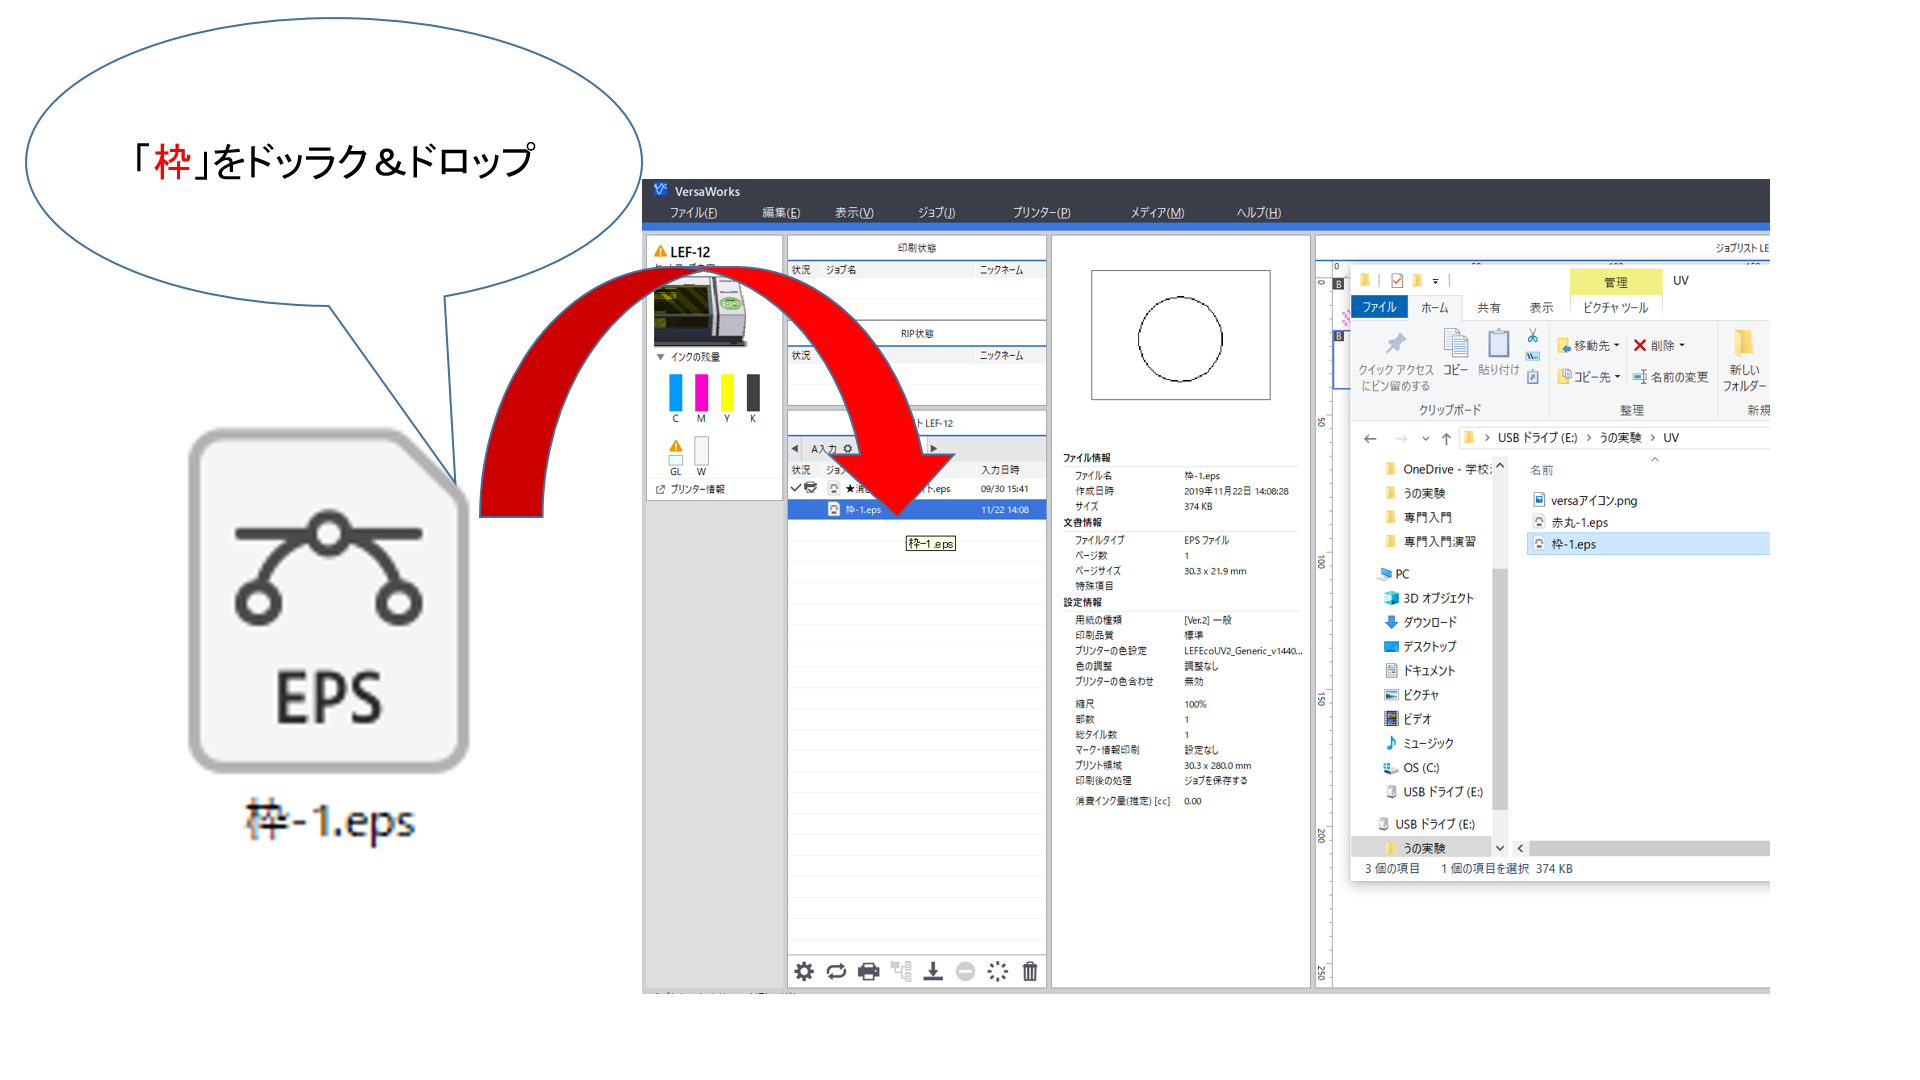 「枠」をドッラク＆ドロップ
EPS
枠-1.eps
VersaWorks
ファイル(F) 編集(E) 表示(V) ジョブ(J) プリンター(P) メディア(M) ヘルプ(H)
LEF-12
インクの残量
C M Y K
GL W
プリンター情報
印刷状態
状況 ジョブ名 ニックネーム
RIP状態
状況 ニックネーム
ト LEF-12
A入力
状況 ジョブ 入力日時
.eps 09/30 15:41
枠-1.eps 11/22 14:08
枠-1.eps
ファイル情報
ファイル名 枠-1.eps
作成日時 2019年11月22日 14:08:28
サイズ 374 KB
文書情報
ファイルタイプ EPS ファイル
ページ数 1
ページサイズ 30.3 x 21.9 mm
特殊項目
設定情報
用紙の種類 [Ver.2] 一般
印刷品質 標準
プリンターの色設定 LEFEcoUV2_Generic_v1440...
色の調整 調整なし
プリンターの色合わせ 無効
縮尺 100%
部数 1
総タイル数 1
マーク・情報印刷 設定なし
プリント領域 30.3 x 280.0 mm
印刷後の処理 ジョブを保存する
消費インク量(推定) [cc] 0.00
ジョブリスト LE
0
0
50
100
150
200
250
B
B
管理 UV
ファイル ホーム 共有 表示 ピクチャ ツール
クイック アクセス
にピン留めする
コピー
貼り付け
クリップボード
移動先 削除
コピー先 名前の変更
整理
新しい
フォルダー
新規
USB ドライブ (E:) > うの実験 > UV
名前
versaアイコン.png
赤丸-1.eps
枠-1.eps
OneDrive - 学校
うの実験
専門入門
専門入門演習
PC
3D オブジェクト
ダウンロード
デスクトップ
ドキュメント
ピクチャ
ビデオ
ミュージック
OS (C:)
USB ドライブ (E:)
USB ドライブ (E:)
うの実験
3 個の項目 1 個の項目を選択 374 KB